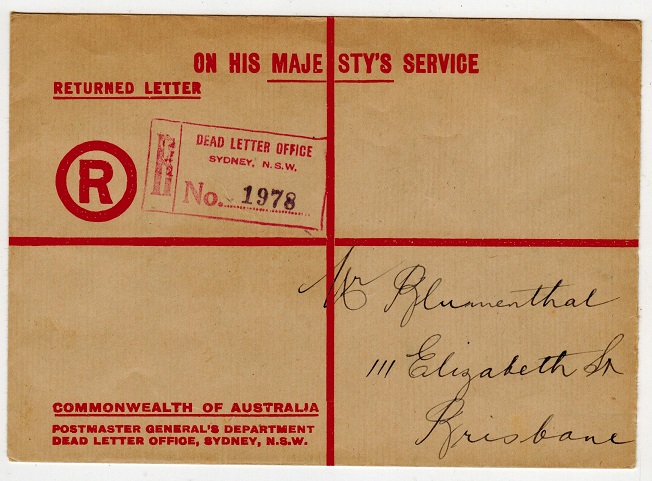 ON HIS MAJESTY'S SERVICE
RETURNED LETTER
R
R
DEAD LETTER OFFICE
SYDNEY, N.S.W.
No. 1978
Mr Blumenthal
111 Elizabeth St
Brisbane
COMMONWEALTH OF AUSTRALIA
POSTMASTER GENERAL'S DEPARTMENT
DEAD LETTER OFFICE, SYDNEY, N.S.W.